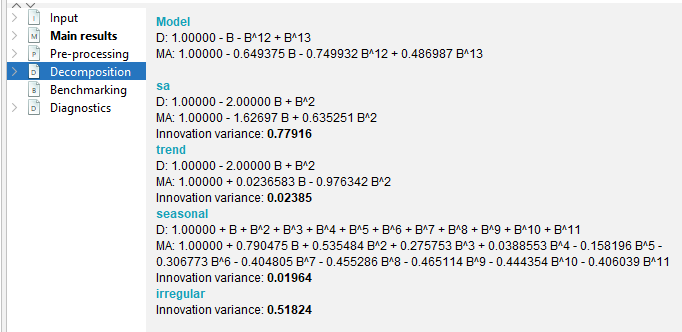 Input
Main results
Pre-processing
Decomposition
Benchmarking
Diagnostics
Model
D: 1.00000 - B - B^12 + B^13
MA: 1.00000 - 0.649375 B - 0.749932 B^12 + 0.486987 B^13
sa
D: 1.00000 - 2.00000 B + B^2
MA: 1.00000 - 1.62697 B + 0.635251 B^2
Innovation variance: 0.77916
trend
D: 1.00000 - 2.00000 B + B^2
MA: 1.00000 + 0.0236583 B - 0.976342 B^2
Innovation variance: 0.02385
seasonal
D: 1.00000 + B + B^2 + B^3 + B^4 + B^5 + B^6 + B^7 + B^8 + B^9 + B^10 + B^11
MA: 1.00000 + 0.790475 B + 0.535484 B^2 + 0.275753 B^3 + 0.0388553 B^4 - 0.158196 B^5 -
0.306773 B^6 - 0.404805 B^7 - 0.455286 B^8 - 0.465114 B^9 - 0.444354 B^10 - 0.406039 B^11
Innovation variance: 0.01964
irregular
Innovation variance: 0.51824